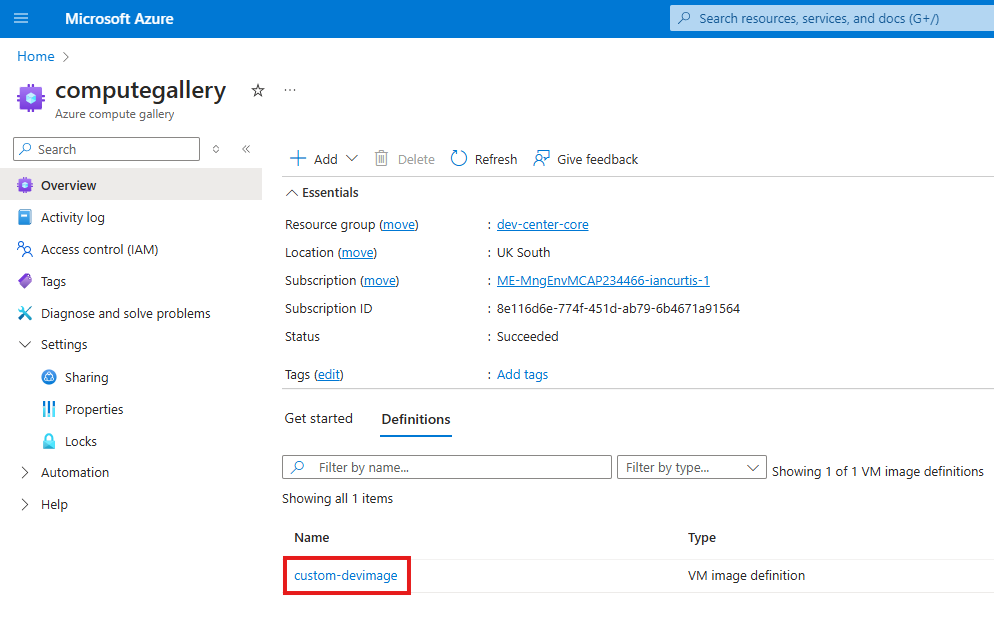 Microsoft Azure
Search resources, services, and docs (G+/)
Home
computegallery
Azure compute gallery
Search
Overview
Activity log
Access control (IAM)
Tags
Diagnose and solve problems
Settings
Sharing
Properties
Locks
Automation
Help
Add Delete Refresh Give feedback
Essentials
Resource group (move) : dev-center-core
Location (move) : UK South
Subscription (move) : ME-MngEnvMCAP234466-iancurtis-1
Subscription ID : 8e116d6e-774f-451d-ab79-6b4671a91564
Status : Succeeded
Tags (edit) : Add tags
Get started Definitions
Filter by name... Filter by type... Showing 1 of 1 VM image definitions
Showing all 1 items
Name Type
custom-devimage VM image definition